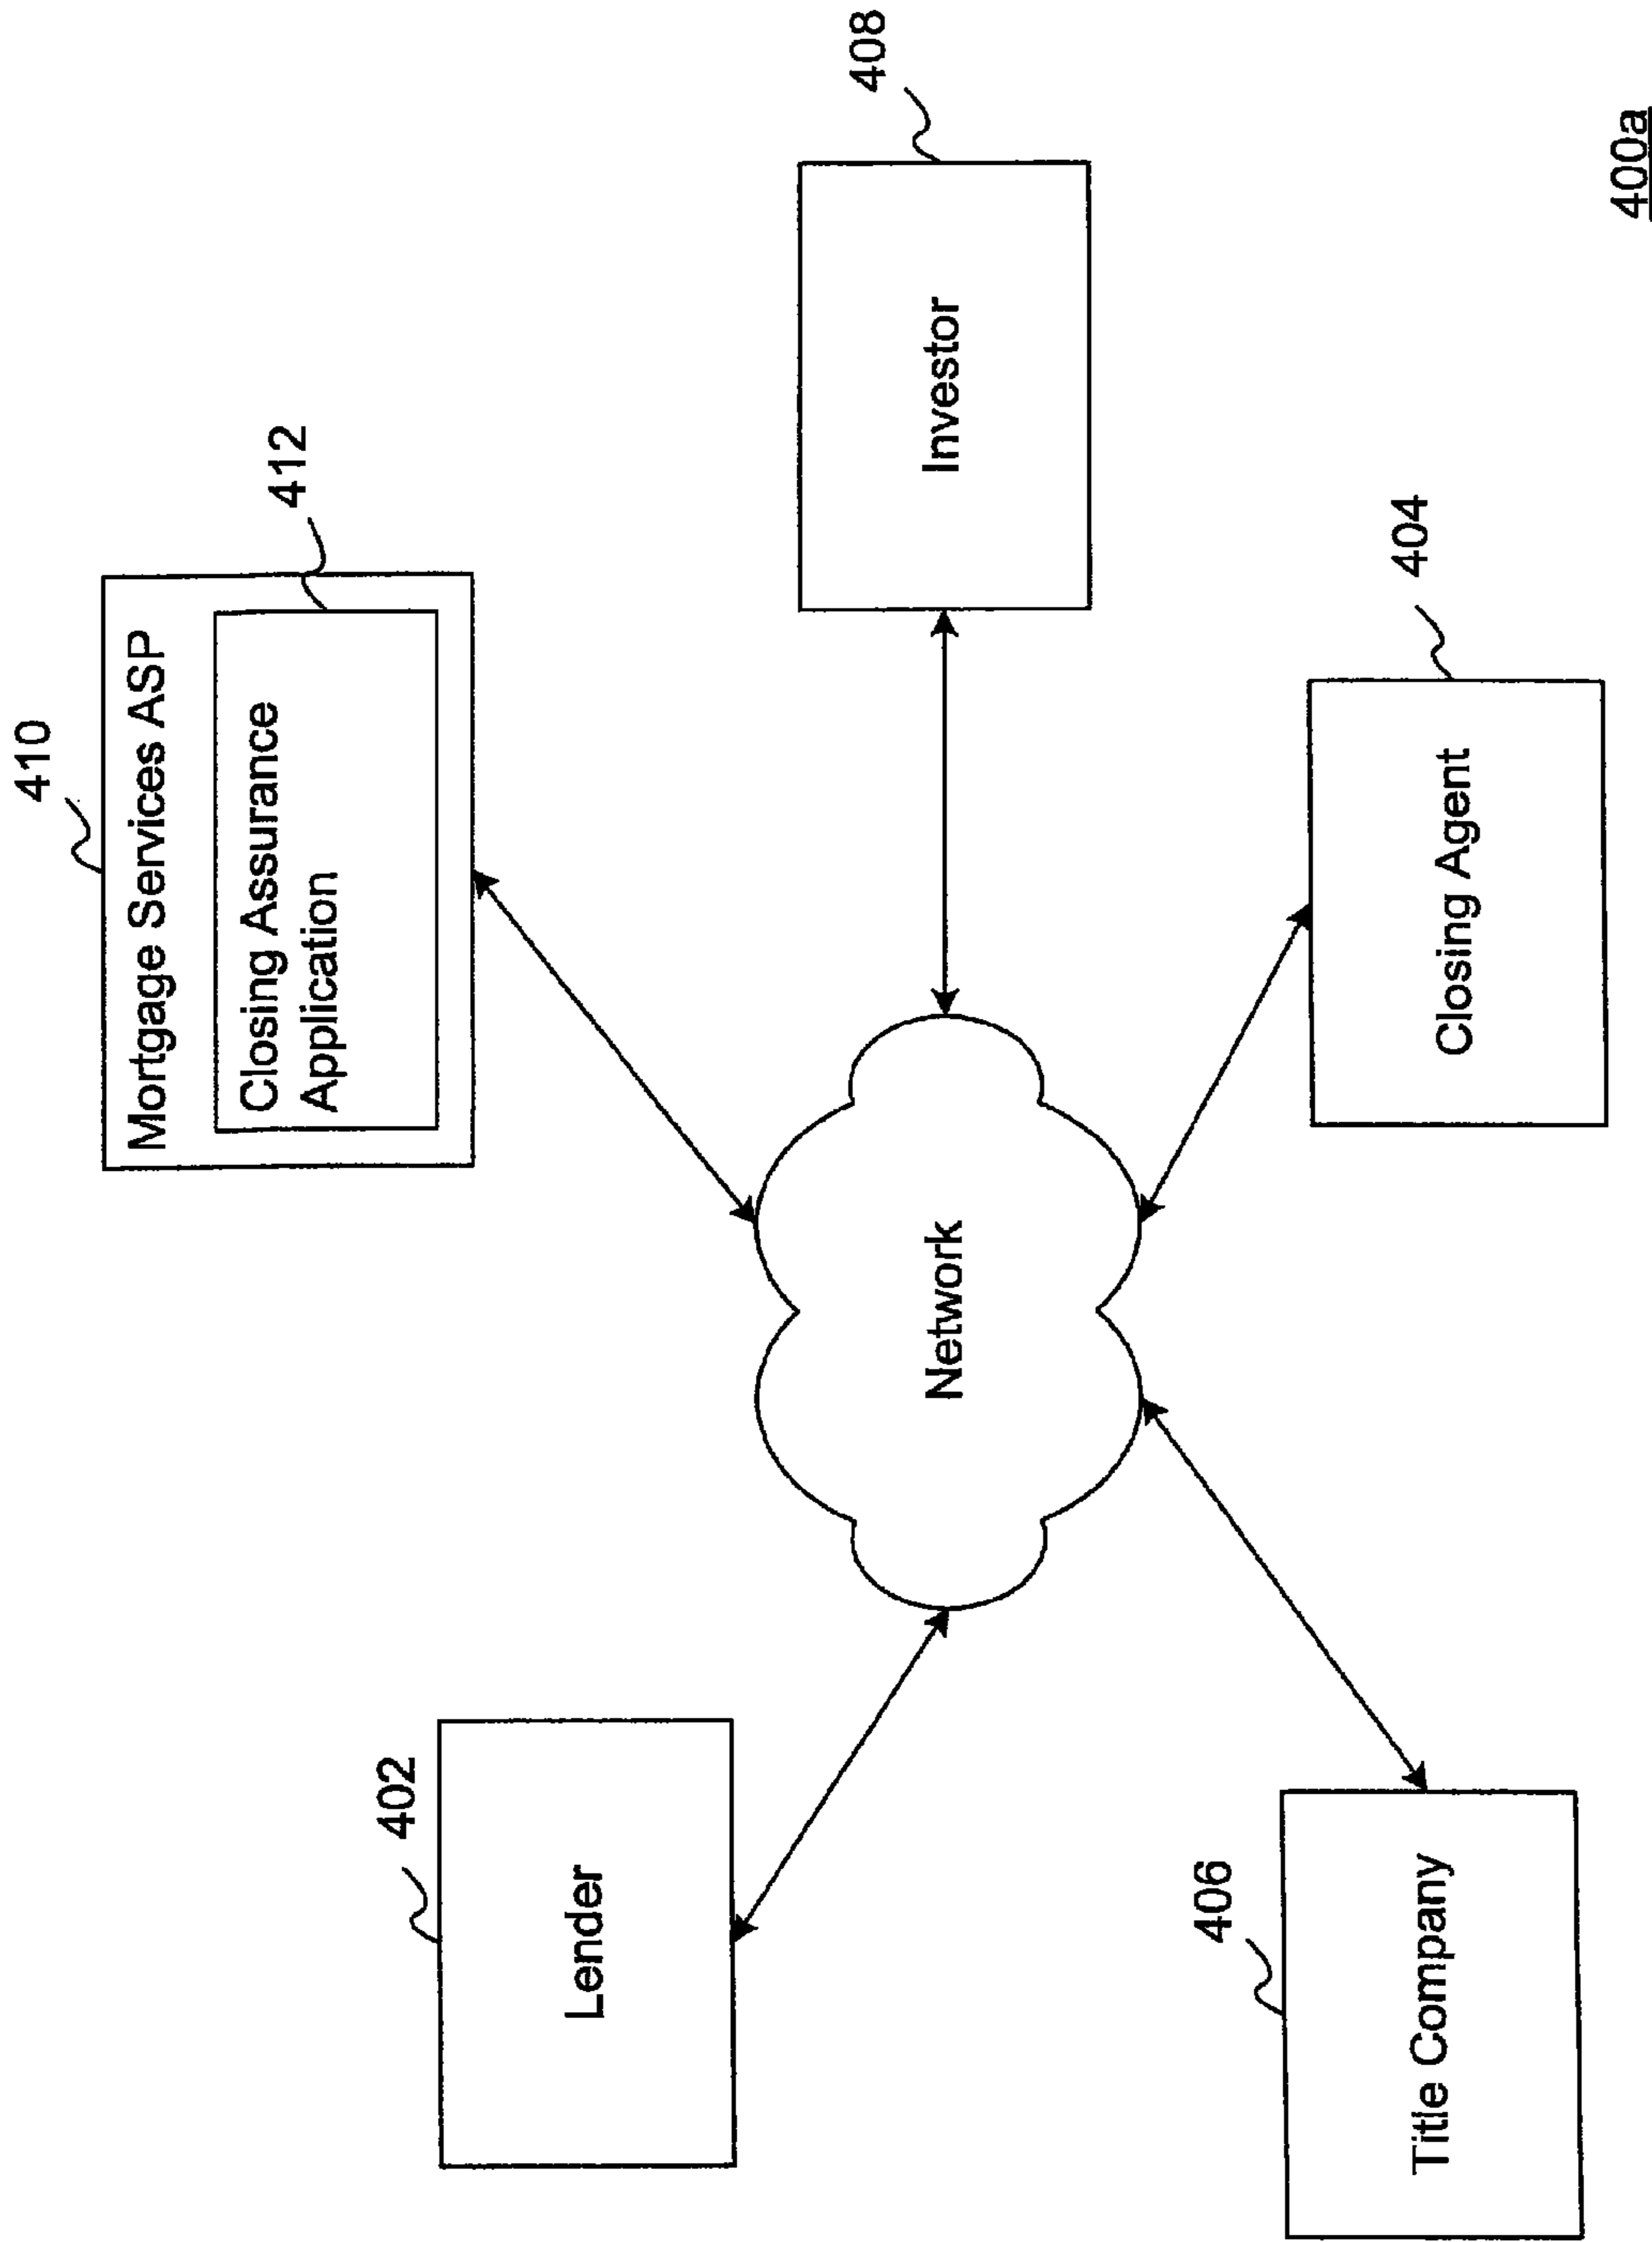 410
Mortgage Services ASP
412
Closing Assurance
Application
402
Lender
Network
408
Investor
406
Title Company
404
Closing Agent
400a